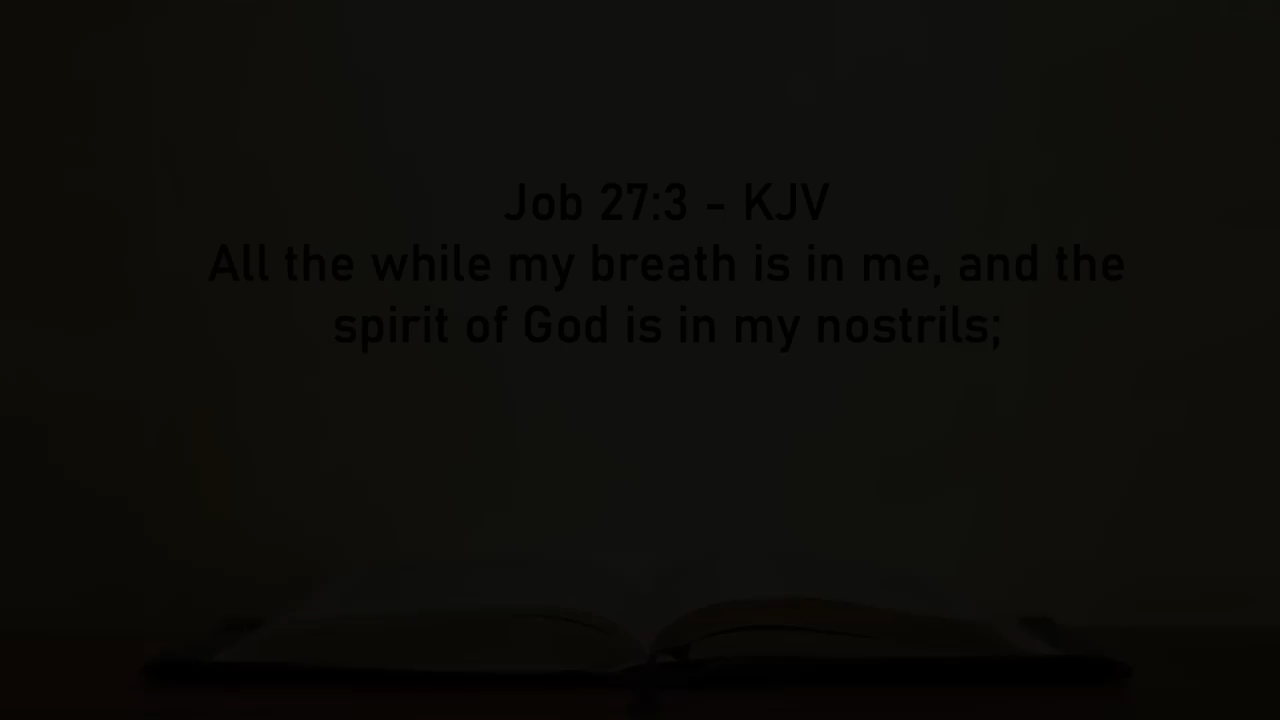 Job 27:3 - KJV
All the while my breath is in me, and the
spirit of God is in my nostrils;